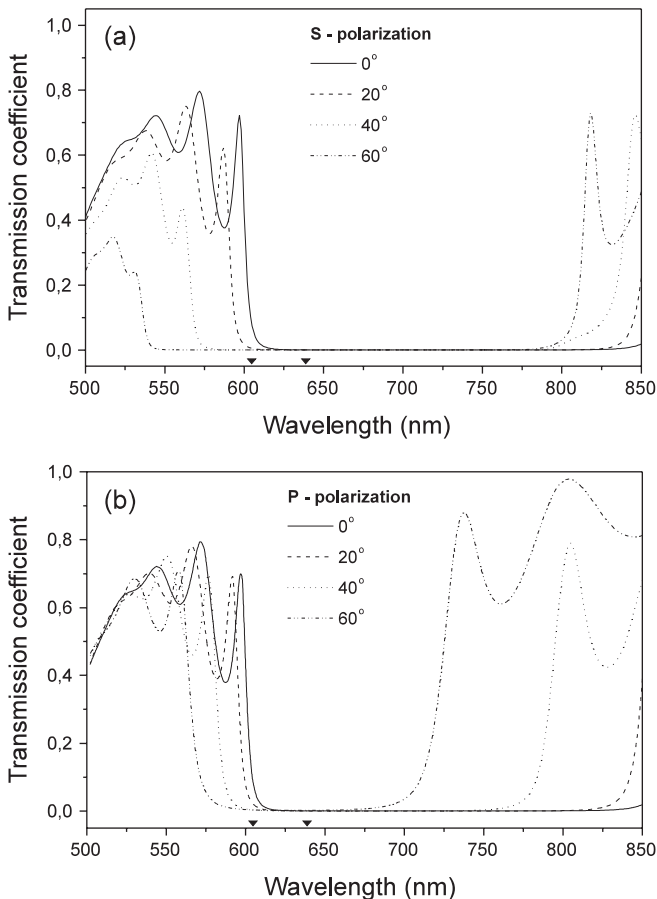 (a)
S - polarization
0°
20°
40°
60°
1,0
0,8
0,6
0,4
0,2
0,0
Transmission coefficient
500 550 600 650 700 750 800 850
Wavelength (nm)
(b)
P - polarization
0°
20°
40°
60°
1,0
0,8
0,6
0,4
0,2
0,0
Transmission coefficient
500 550 600 650 700 750 800 850
Wavelength (nm)